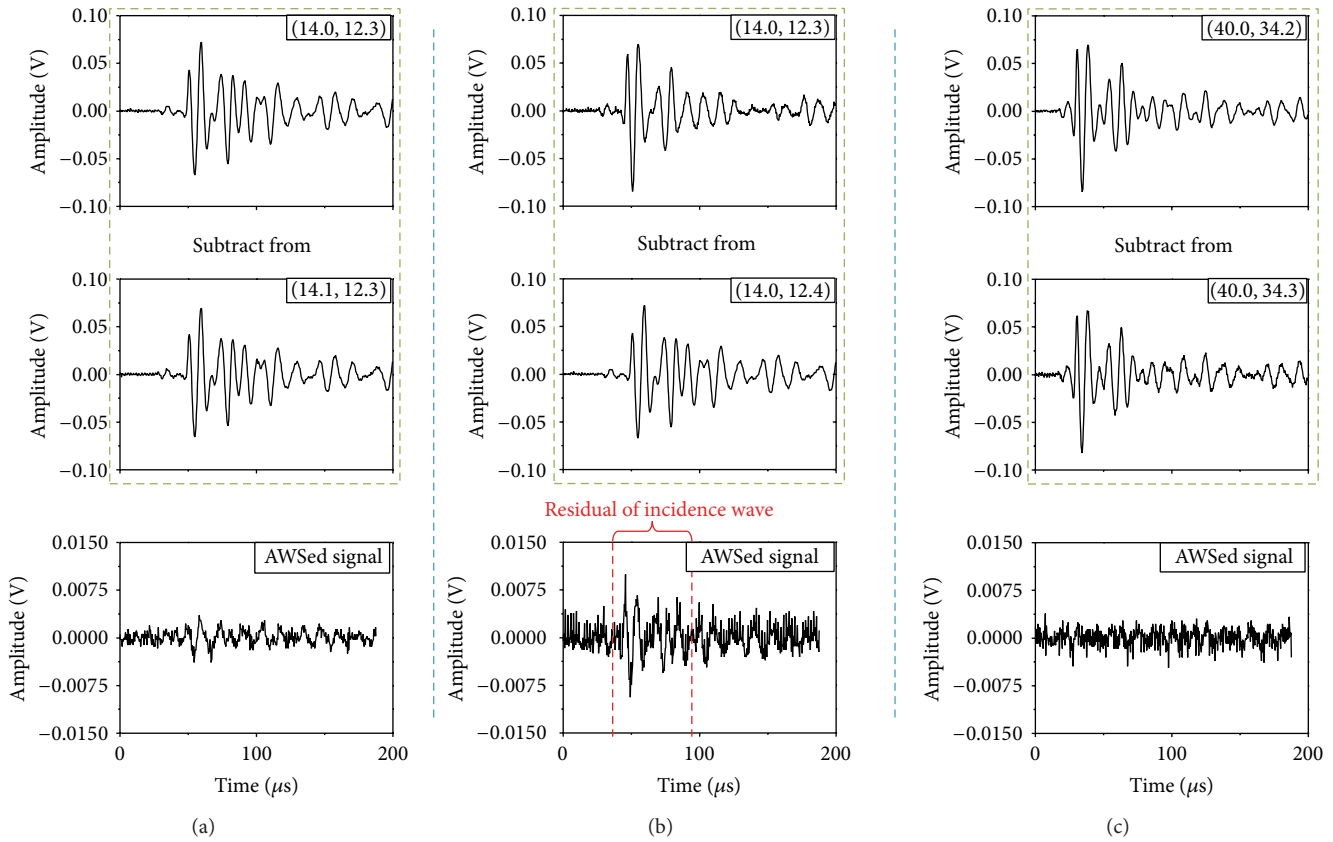 0.10
0.05
0.00
−0.05
−0.10
Amplitude (V)
(14.0, 12.3)
Subtract from
0.10
0.05
0.00
−0.05
−0.10
Amplitude (V)
(14.1, 12.3)
0.0150
0.0075
0.0000
−0.0075
−0.0150
Amplitude (V)
AWSed signal
0
100
200
Time (μs)
(a)
0.10
0.05
0.00
−0.05
−0.10
Amplitude (V)
(14.0, 12.3)
Subtract from
0.10
0.05
0.00
−0.05
−0.10
Amplitude (V)
(14.0, 12.4)
Residual of incidence wave
0.0150
0.0075
0.0000
−0.0075
−0.0150
Amplitude (V)
AWSed signal
0
100
200
Time (μs)
(b)
0.10
0.05
0.00
−0.05
−0.10
Amplitude (V)
(40.0, 34.2)
Subtract from
0.10
0.05
0.00
−0.05
−0.10
Amplitude (V)
(40.0, 34.3)
0.0150
0.0075
0.0000
−0.0075
−0.0150
Amplitude (V)
AWSed signal
0
100
200
Time (μs)
(c)